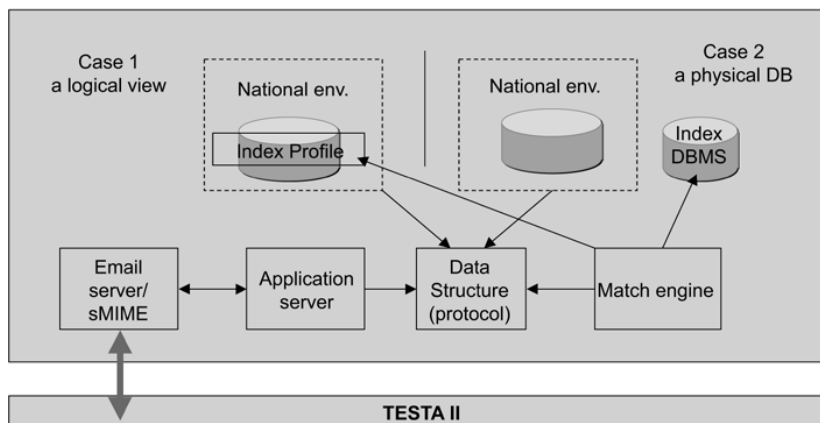 Case 1
a logical view
National env.
Index Profile
National env.
Case 2
a physical DB
Index
DBMS
Email
server/
sMIME
Application
server
Data
Structure
(protocol)
Match engine
TESTA II